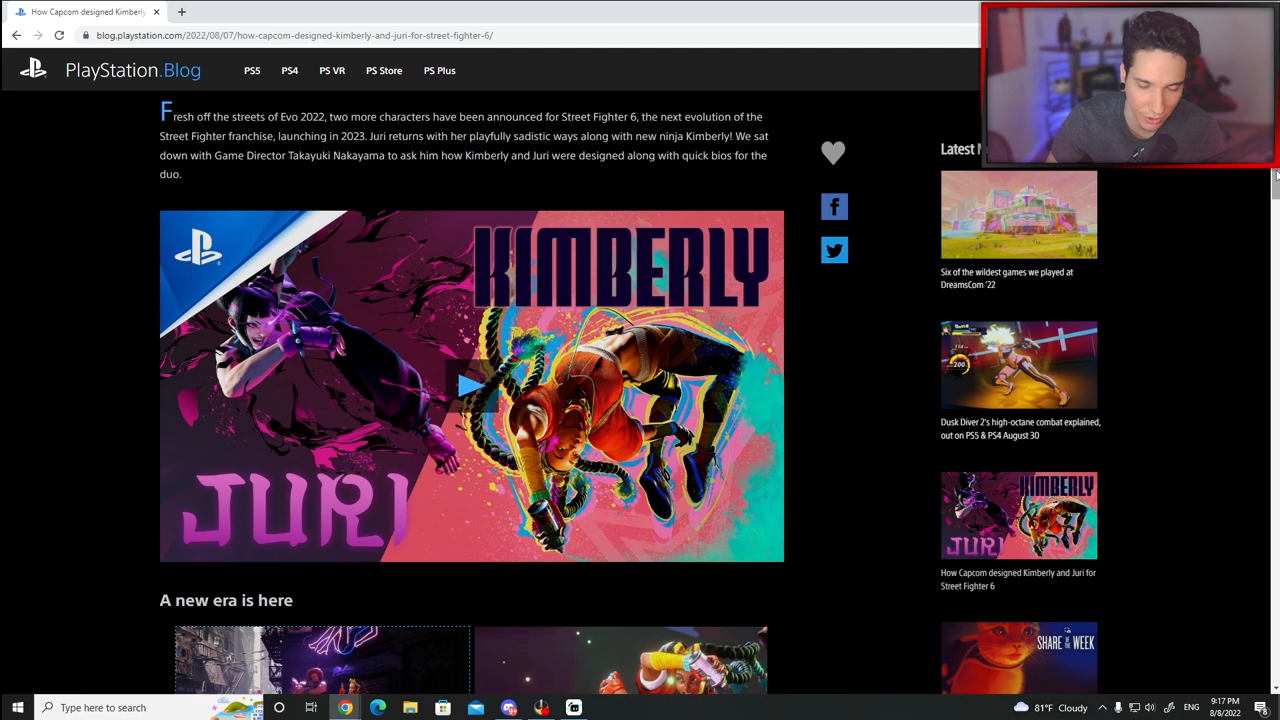 How Capcom designed Kimberly
blog.playstation.com/2022/08/07/how-capcom-designed-kimberly-and-juri-for-street-fighter-6/
PlayStation.Blog
PS5 PS4 PS VR PS Store PS Plus
Fresh off the streets of Evo 2022, two more characters have been announced for Street Fighter 6, the next evolution of the
Street Fighter franchise, launching in 2023. Juri returns with her playfully sadistic ways along with new ninja Kimberly! We sat
down with Game Director Takayuki Nakayama to ask him how Kimberly and Juri were designed along with quick bios for the
duo.
KIMBERLY
JURI
A new era is here
Latest
Six of the wildest games we played at
DreamsCom '22
200
Dusk Diver 2's high-octane combat explained,
out on PS5 & PS4 August 30
KIMBERLY
JURI
How Capcom designed Kimberly and Juri for
Street Fighter 6
SHARE OF THE WEEK
Type here to search
81°F Cloudy
ENG
9:17 PM
8/8/2022
8